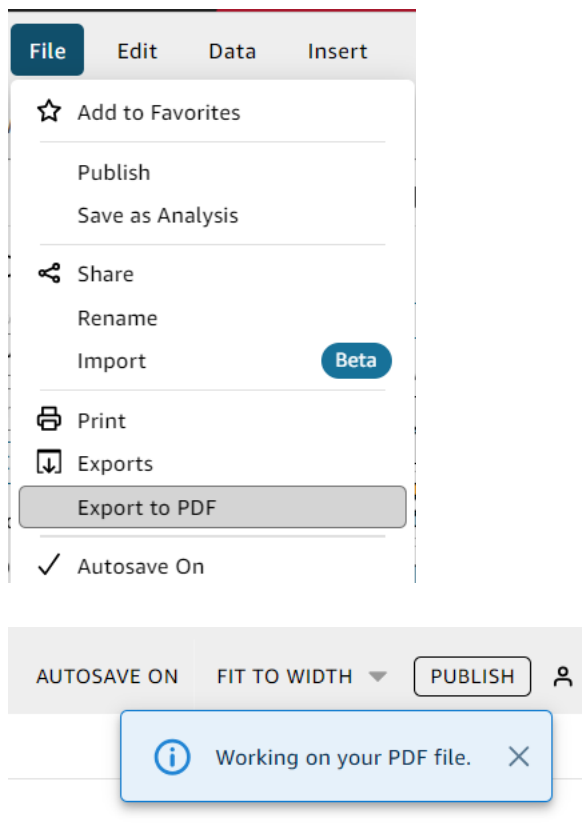 File Edit Data Insert
Add to Favorites
Publish
Save as Analysis
Share
Rename
Import Beta
Print
Exports
Export to PDF
Autosave On
AUTOSAVE ON FIT TO WIDTH PUBLISH
Working on your PDF file.